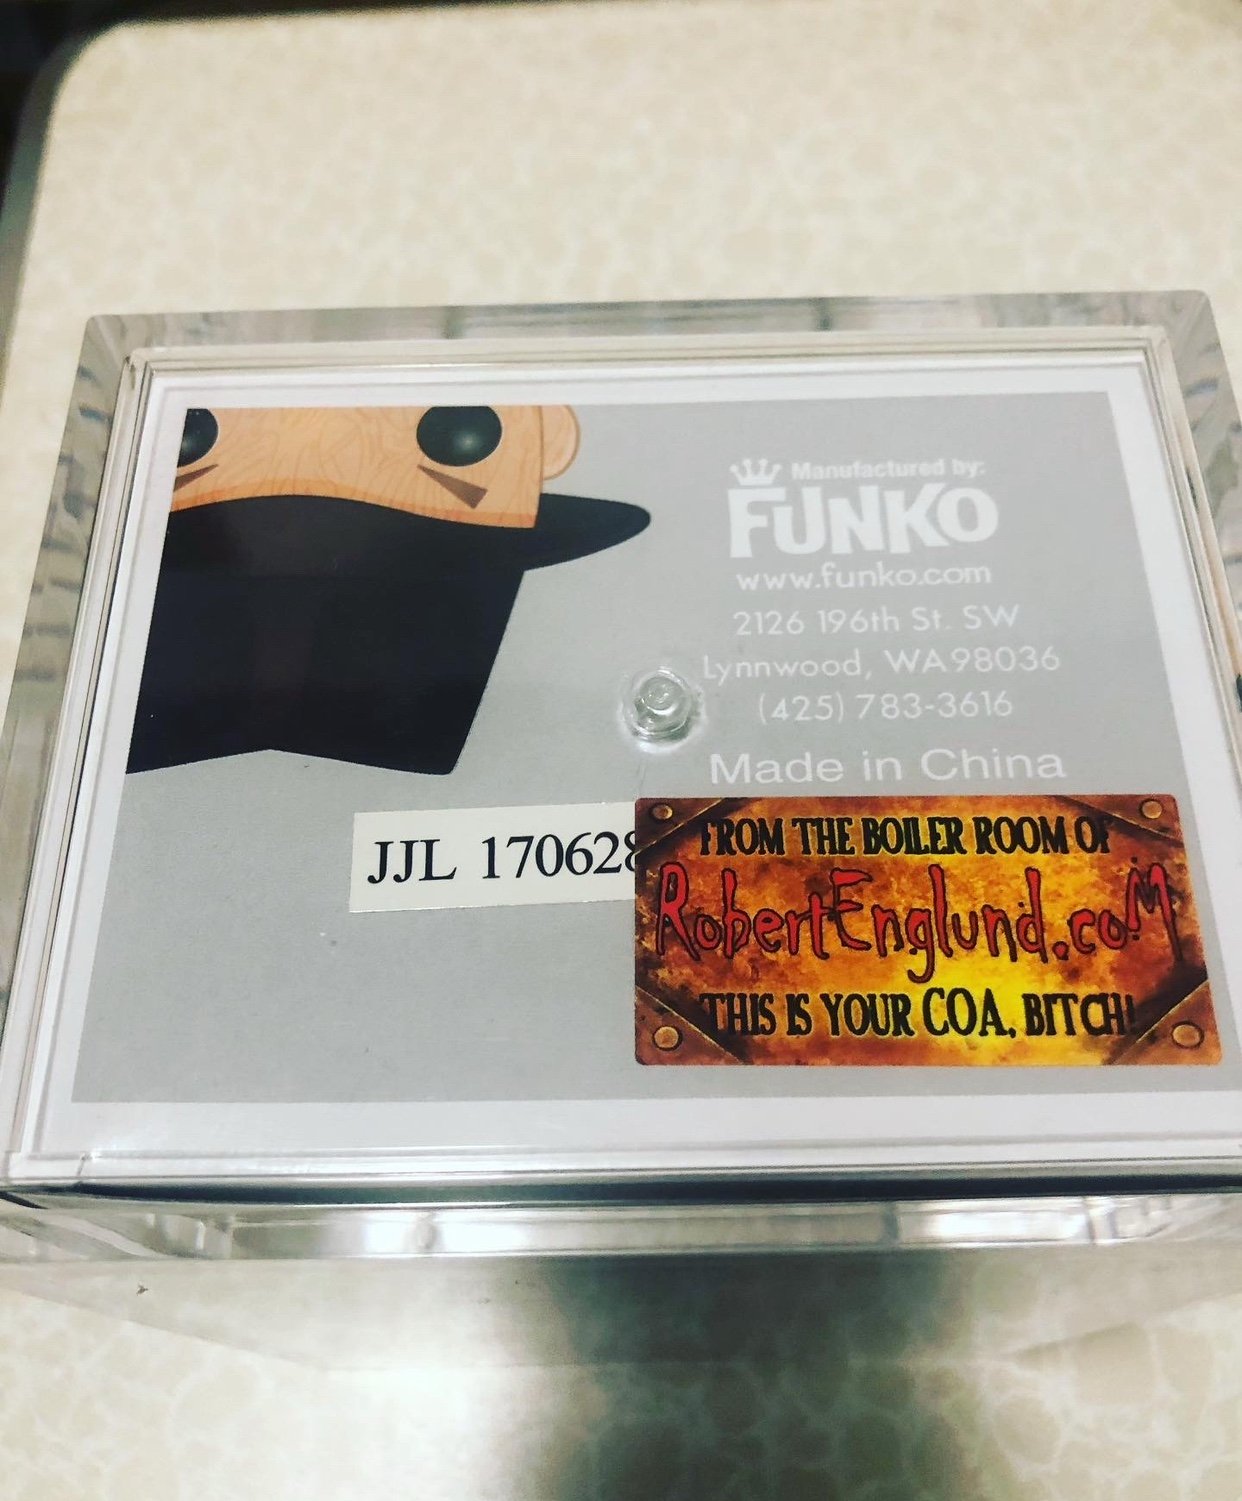 Manufactured by:
FUNKO
www.funko.com
2126 196th St. SW
Lynnwood, WA 98036
(425) 783-3616
Made in China
JJL 170628
FROM THE BOILER ROOM OF
RobertEnglund.coM
THIS IS YOUR COA, BITCH!